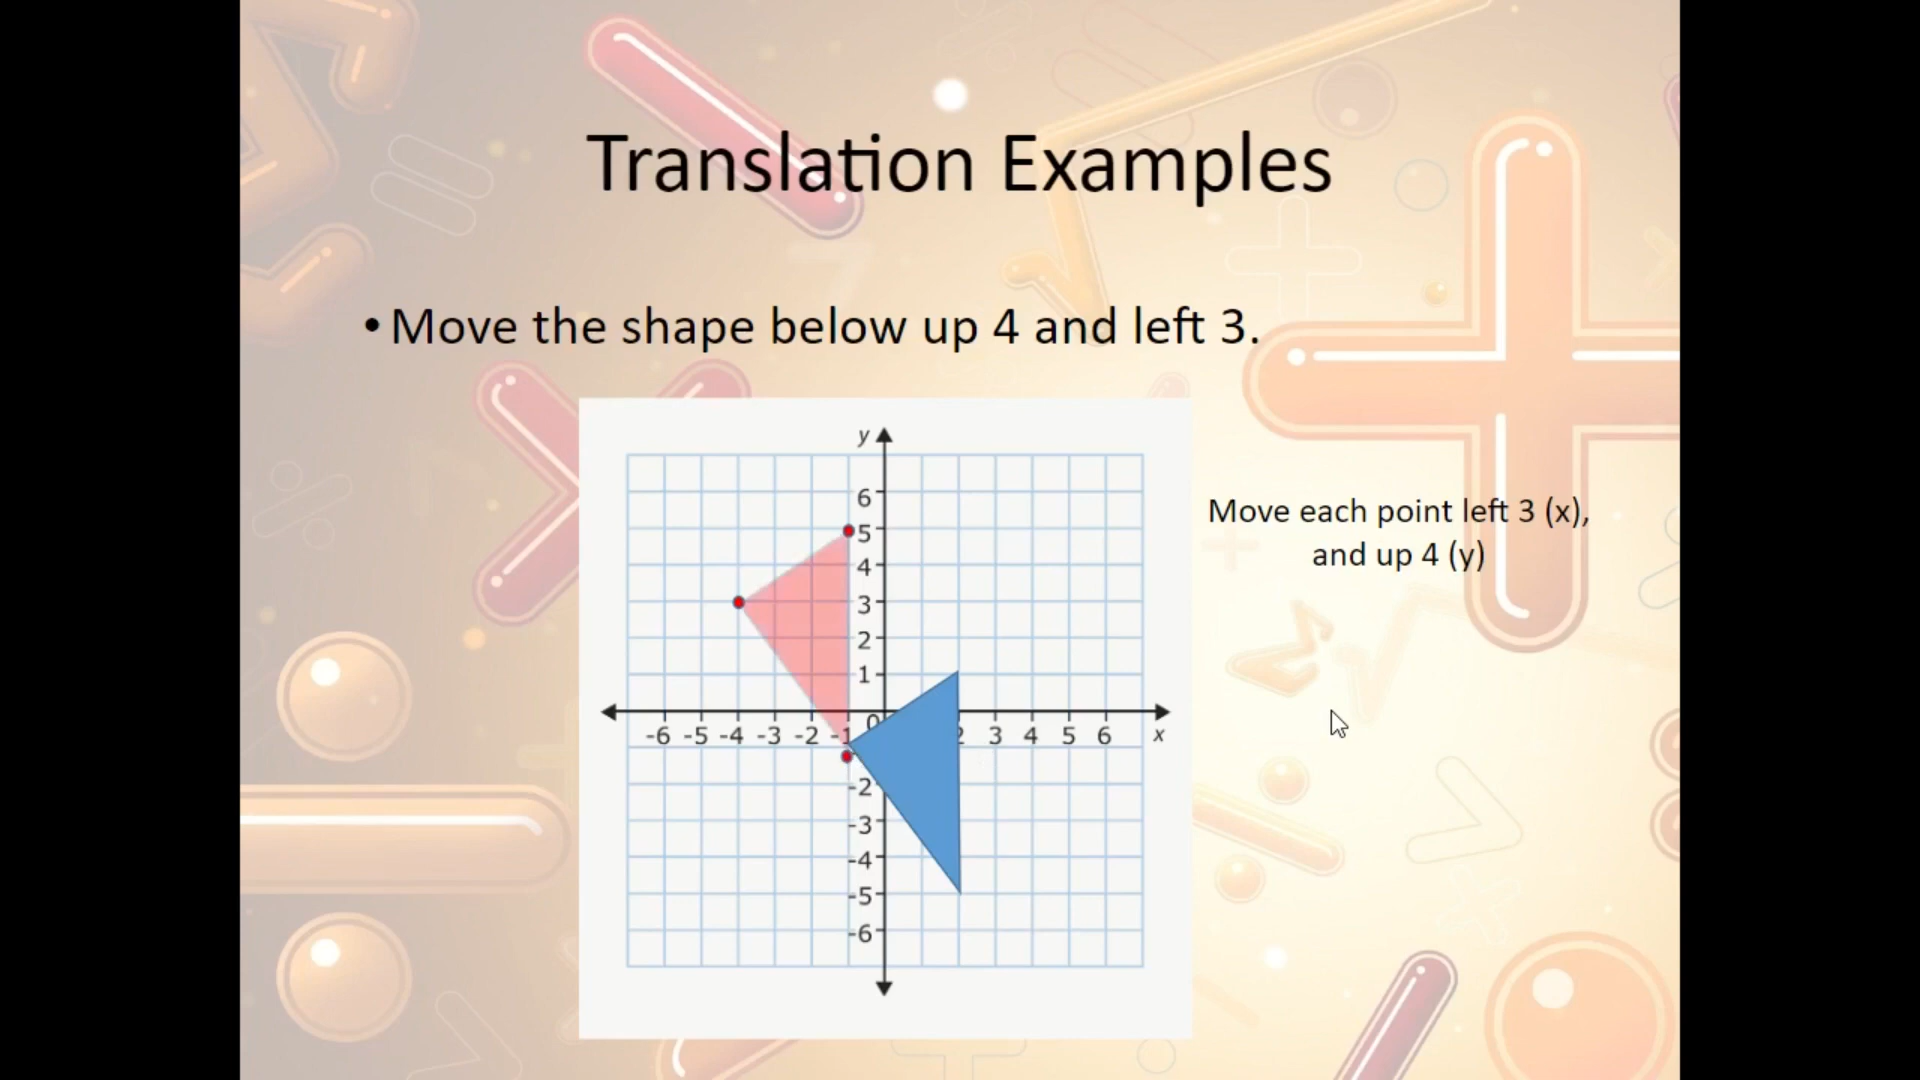 Translation Examples
• Move the shape below up 4 and left 3.
y
6
5
4
3
2
1
0
-6 -5 -4 -3 -2 -1 2 3 4 5 6 x
-2
-3
-4
-5
-6
Move each point left 3 (x),
and up 4 (y)